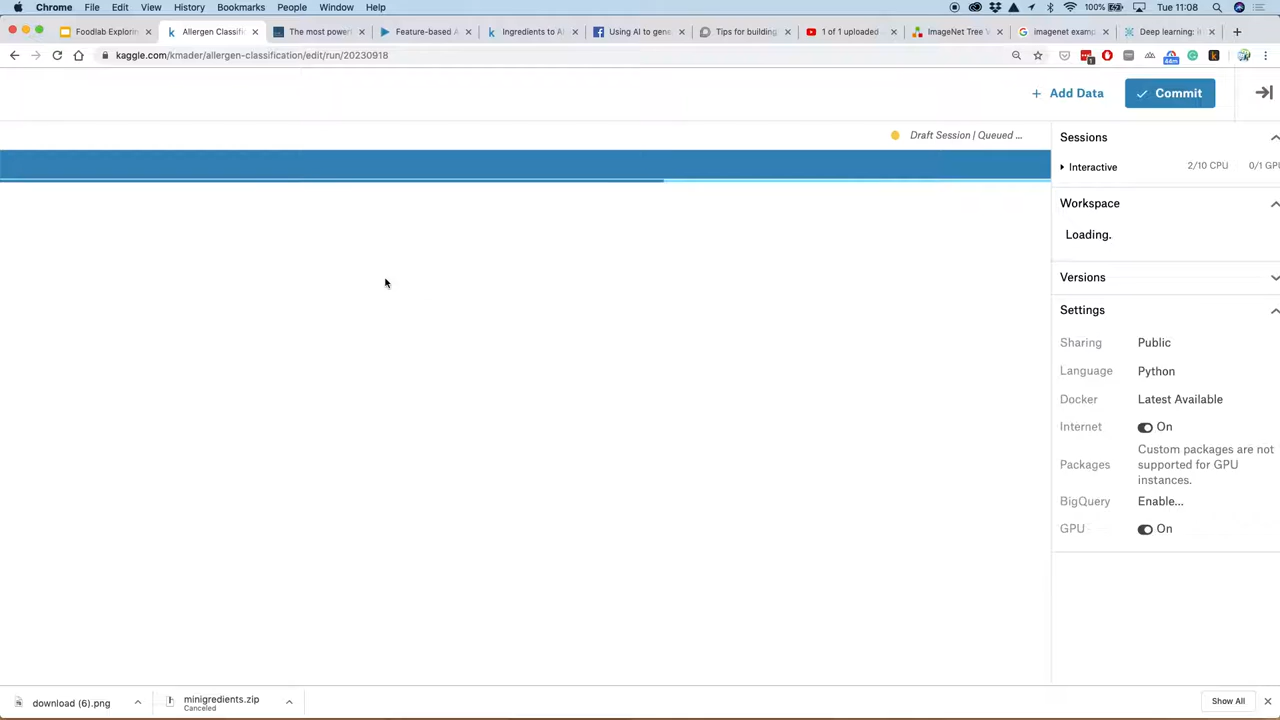 Chrome File Edit View History Bookmarks People Window Help 100% Tue 11:08
Foodlab Explorin Allergen Classific The most powerf Feature-based A Ingredients to Al Using AI to gene Tips for building 1 of 1 uploaded ImageNet Tree V imagenet examp Deep learning: I
kaggle.com/kmader/allergen-classification/edit/run/20230918
+ Add Data Commit
Draft Session | Queued ...
Sessions
Interactive 2/10 CPU 0/1 GPU
Workspace
Loading.
Versions
Settings
Sharing Public
Language Python
Docker Latest Available
Internet On
Packages Custom packages are not
supported for GPU
instances.
BigQuery Enable...
GPU On
download (6).png
minigredients.zip
Canceled
Show All